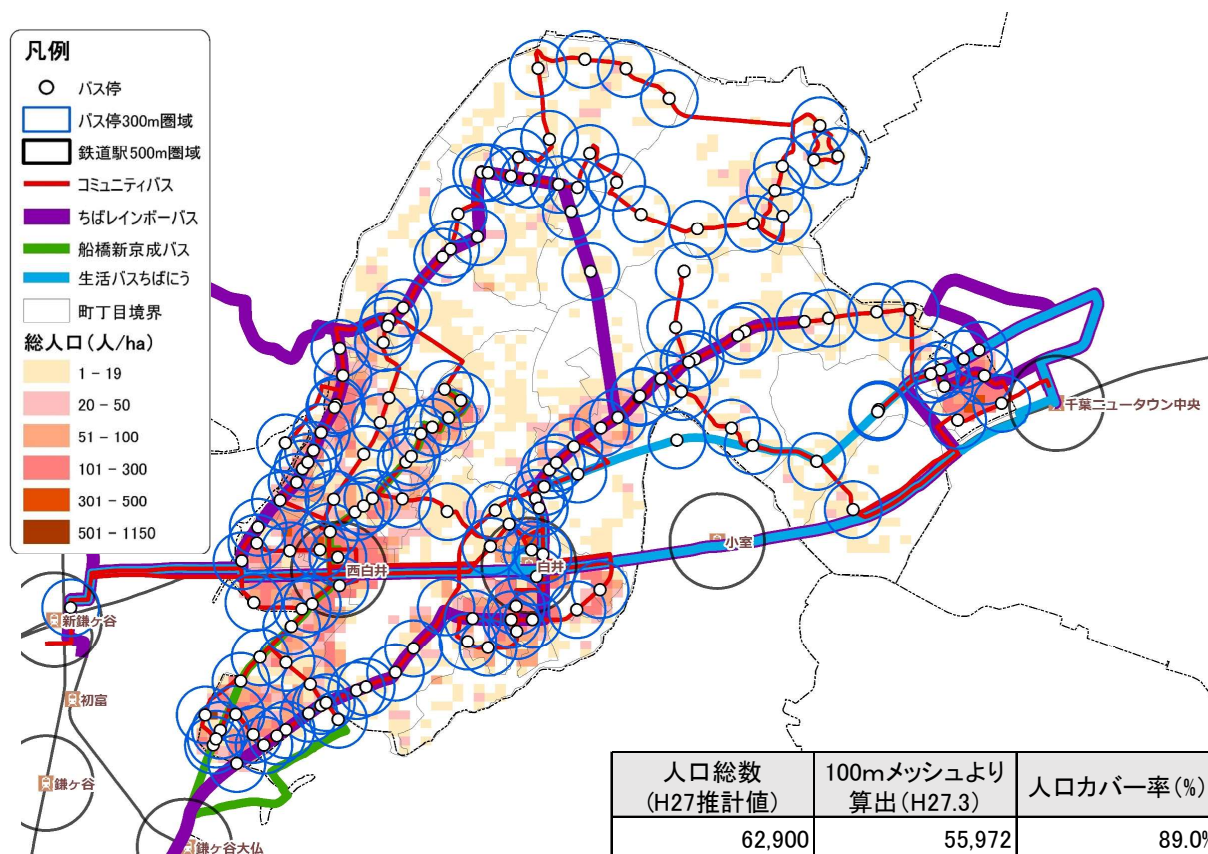 凡例
バス停
バス停300m圏域
鉄道駅500m圏域
コミュニティバス
ちばレインボーバス
船橋新京成バス
生活バスちばにう
町丁目境界
総人口(人/ha)
1 - 19
20 - 50
51 - 100
101 - 300
301 - 500
501 - 1150
千葉ニュータウン中央
小室
白井
西白井
新鎌ヶ谷
初富
鎌ヶ谷
鎌ヶ谷大仏
人口総数
(H27推計値)
100mメッシュより
算出(H27.3)
人口カバー率(%)
62,900
55,972
89.0%